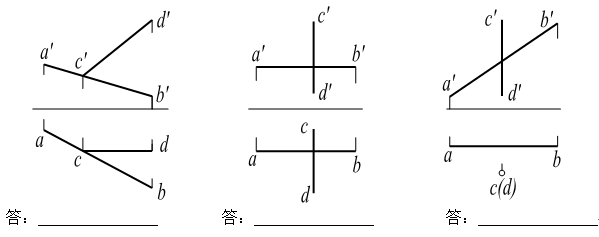 a′ c′ d′ b′
a c d b
答：
a′ c′ b′ d′
a c b d
答：
a′ c′ b′ d′
a b c(d)
答：